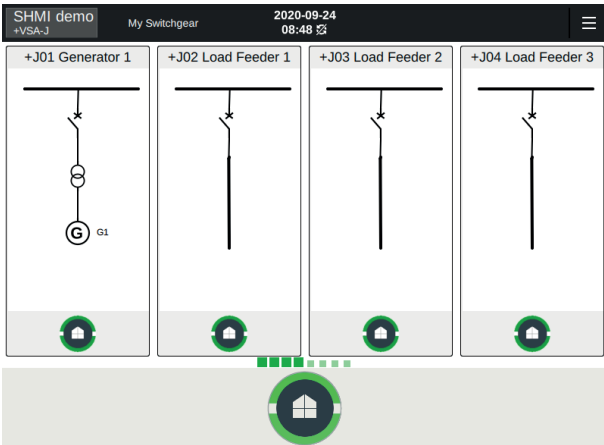 SHMI demo
+VSA-J
My Switchgear
2020-09-24
08:48
+J01 Generator 1
+J02 Load Feeder 1
+J03 Load Feeder 2
+J04 Load Feeder 3
G
G1